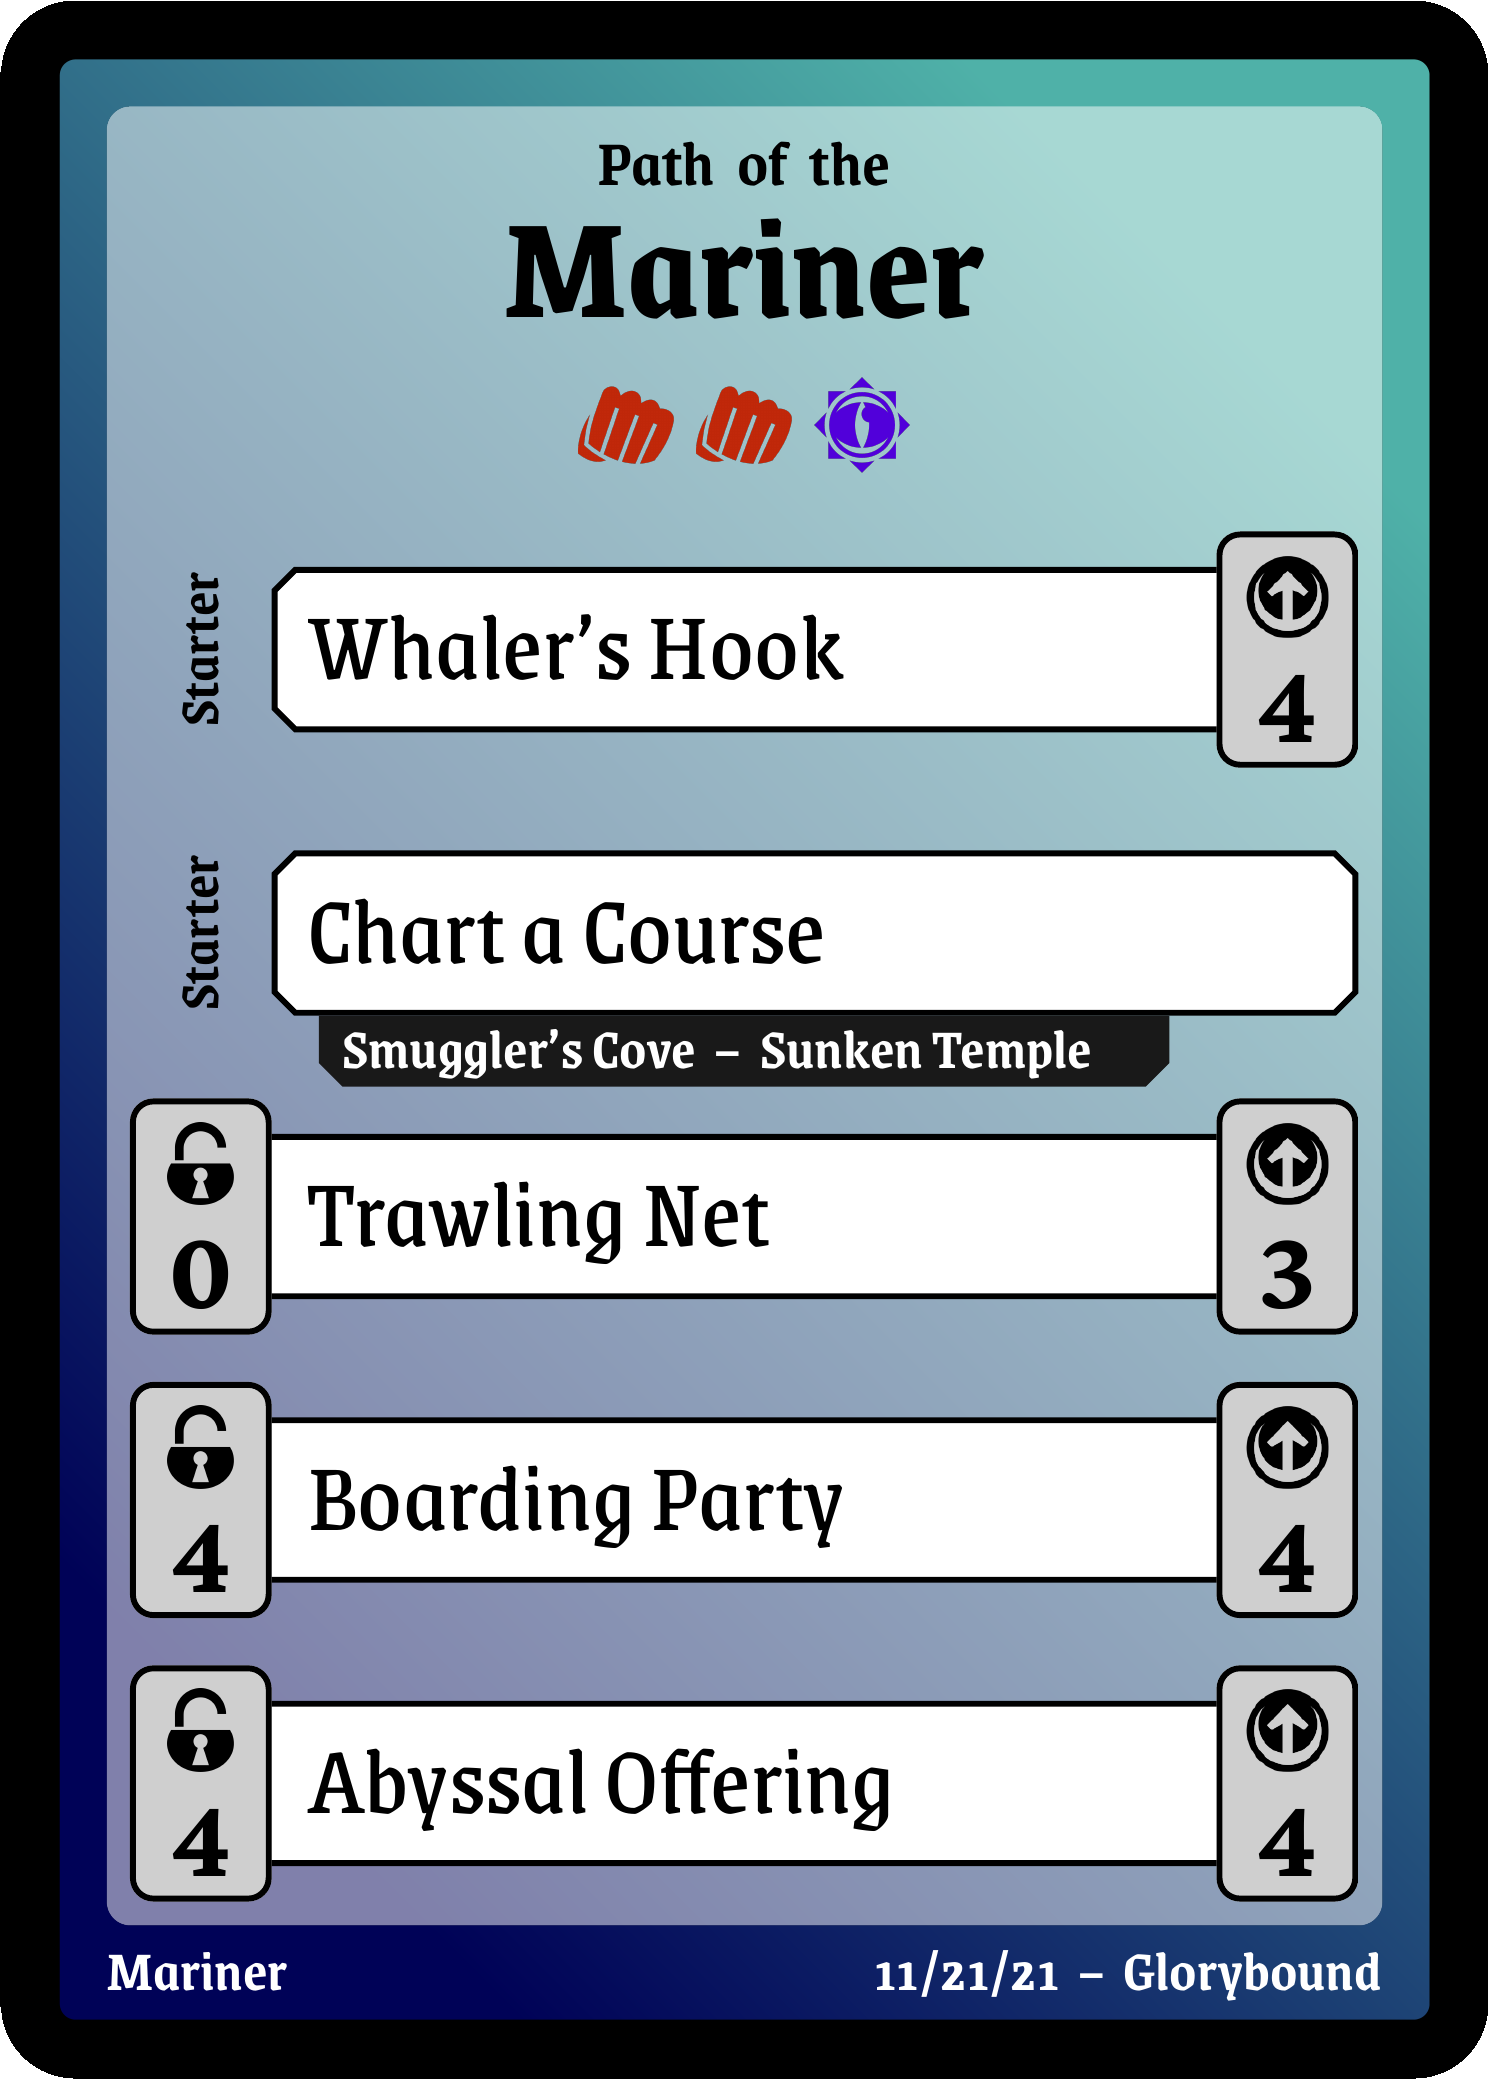 Path of the
Mariner
Starter
Whaler’s Hook
4
Starter
Chart a Course
Smuggler’s Cove – Sunken Temple
0
Trawling Net
3
4
Boarding Party
4
4
Abyssal Offering
4
Mariner
11/21/21 – Glorybound